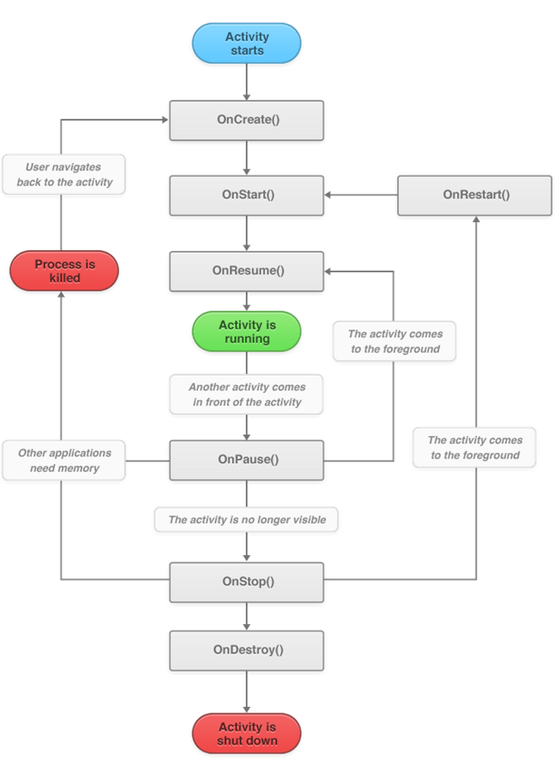 Activity
starts
OnCreate()
User navigates
back to the activity
OnStart()
OnRestart()
Process is
killed
OnResume()
Activity is
running
The activity comes
to the foreground
Another activity comes
in front of the activity
Other applications
need memory
OnPause()
The activity comes
to the foreground
The activity is no longer visible
OnStop()
OnDestroy()
Activity is
shut down